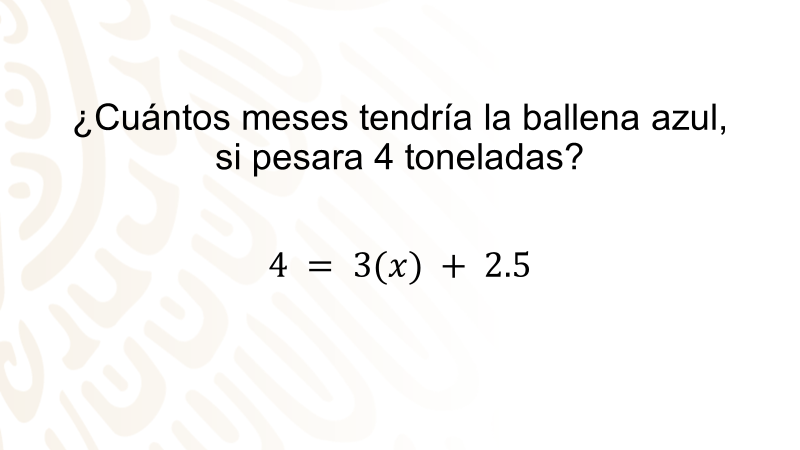 ¿Cuántos meses tendría la ballena azul,
si pesara 4 toneladas?
4 = 3(x) + 2.5